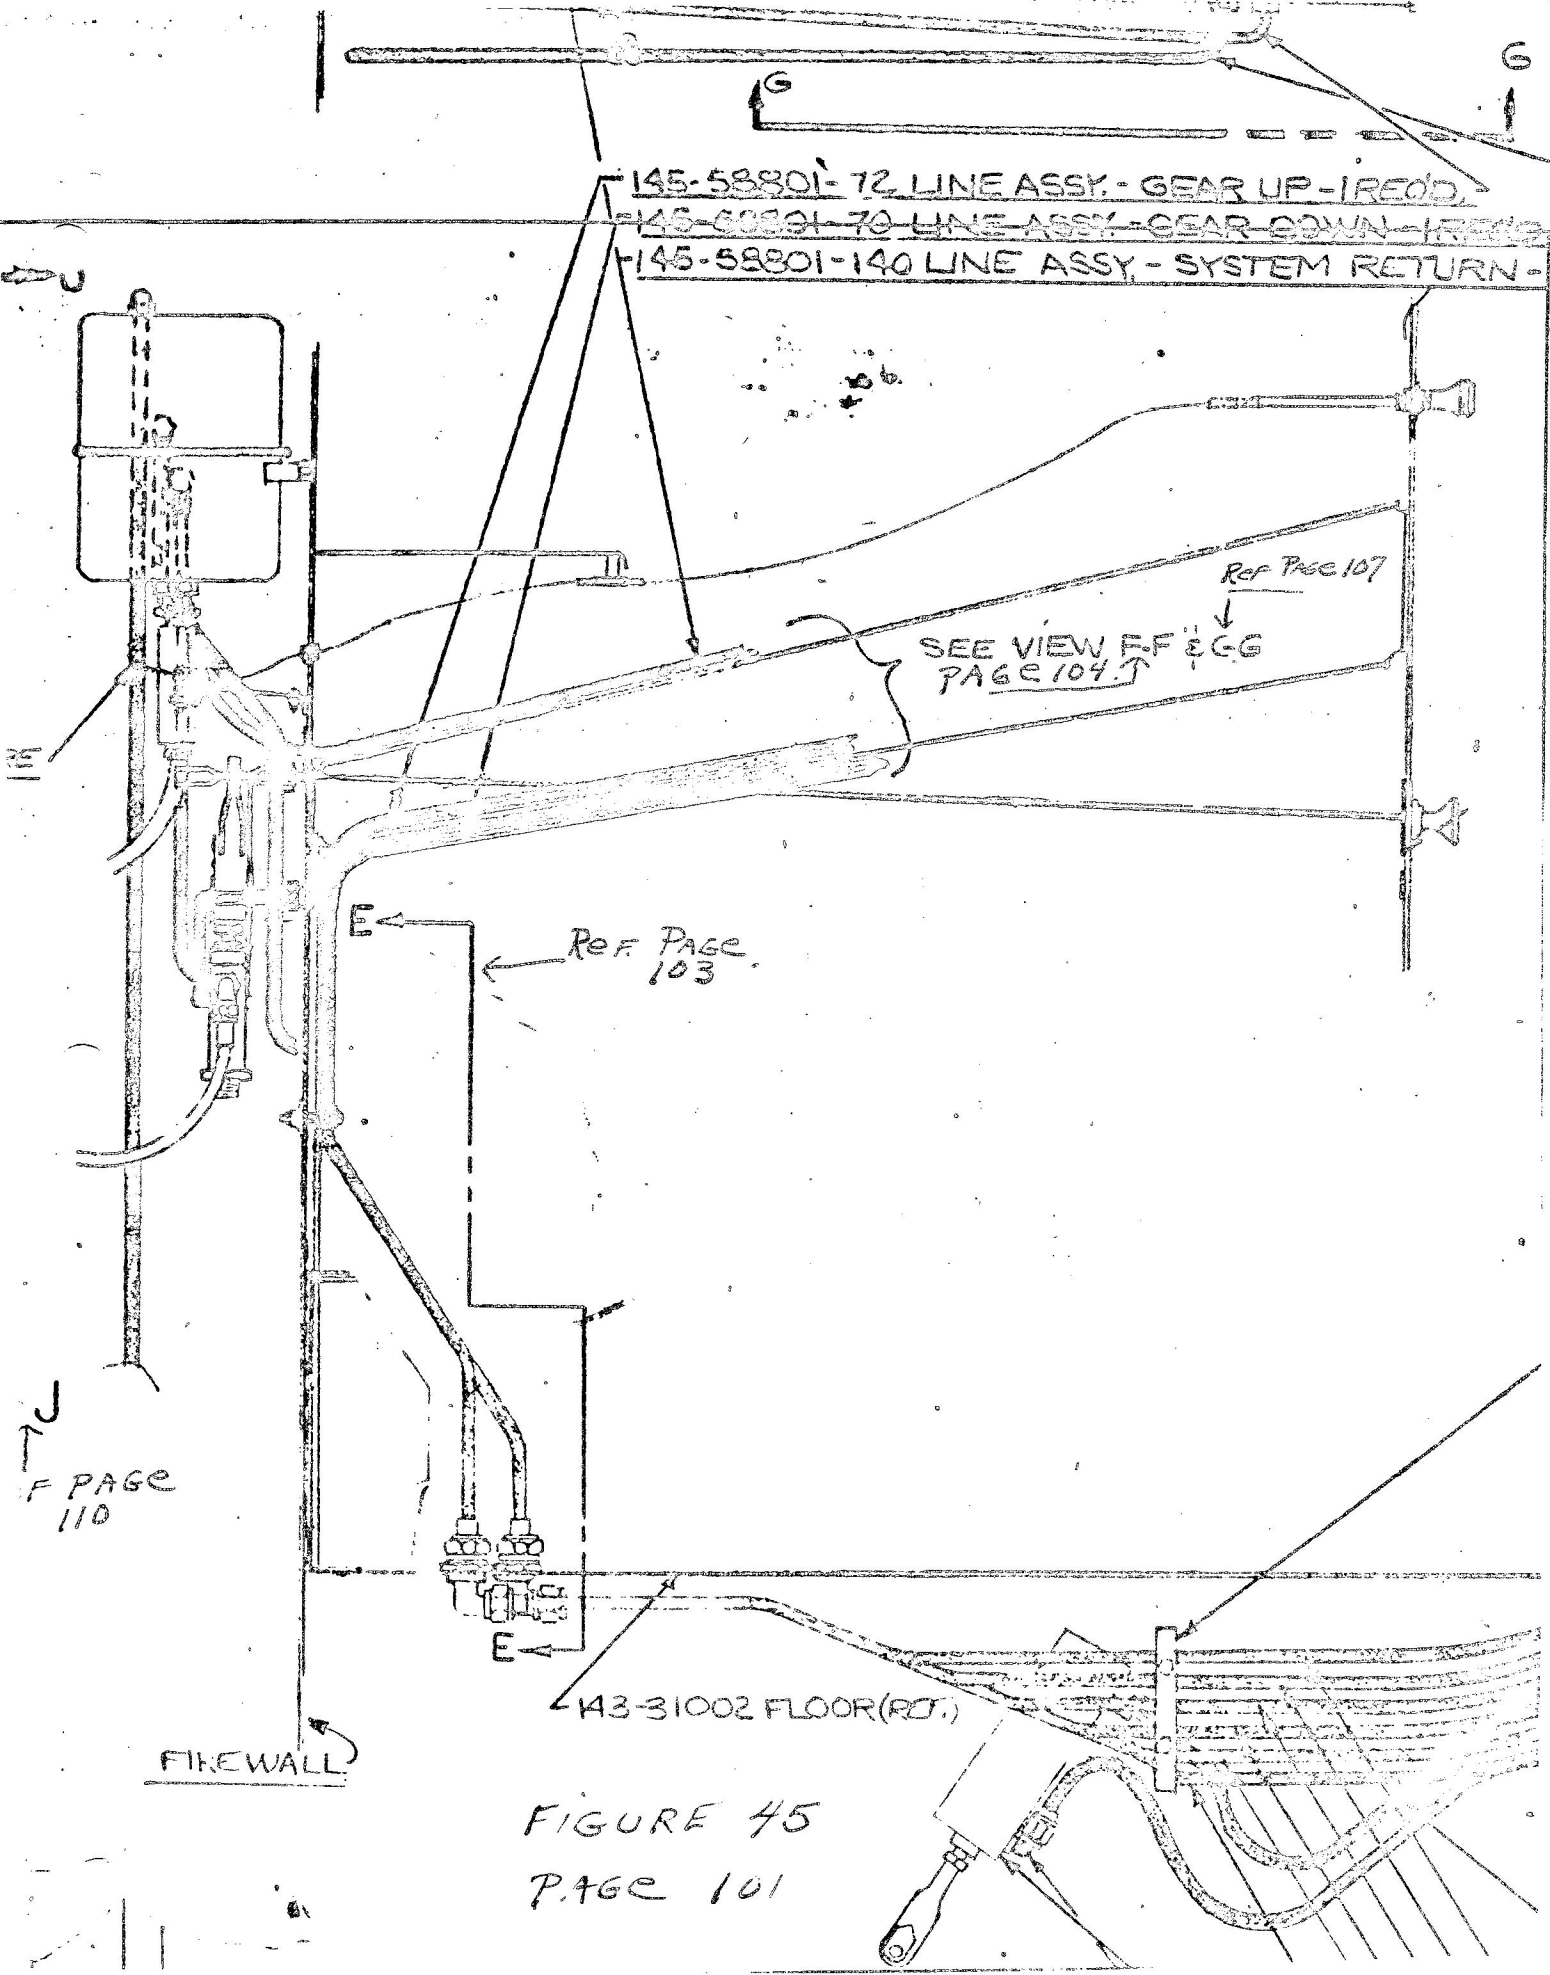 G
G
145-58801-72 LINE ASSY.-GEAR UP-1REQ'D.
LINE ASSY.-GEAR DOWN-
145-58801-140 LINE ASSY.-SYSTEM RETURN-
J
Ref Page 107
SEE VIEW F-F & G-G
PAGE 104.
E
Ref. Page
103
J
F PAGE
110
E
143-31002 FLOOR(REF.)
FIREWALL
FIGURE 45
PAGE 101